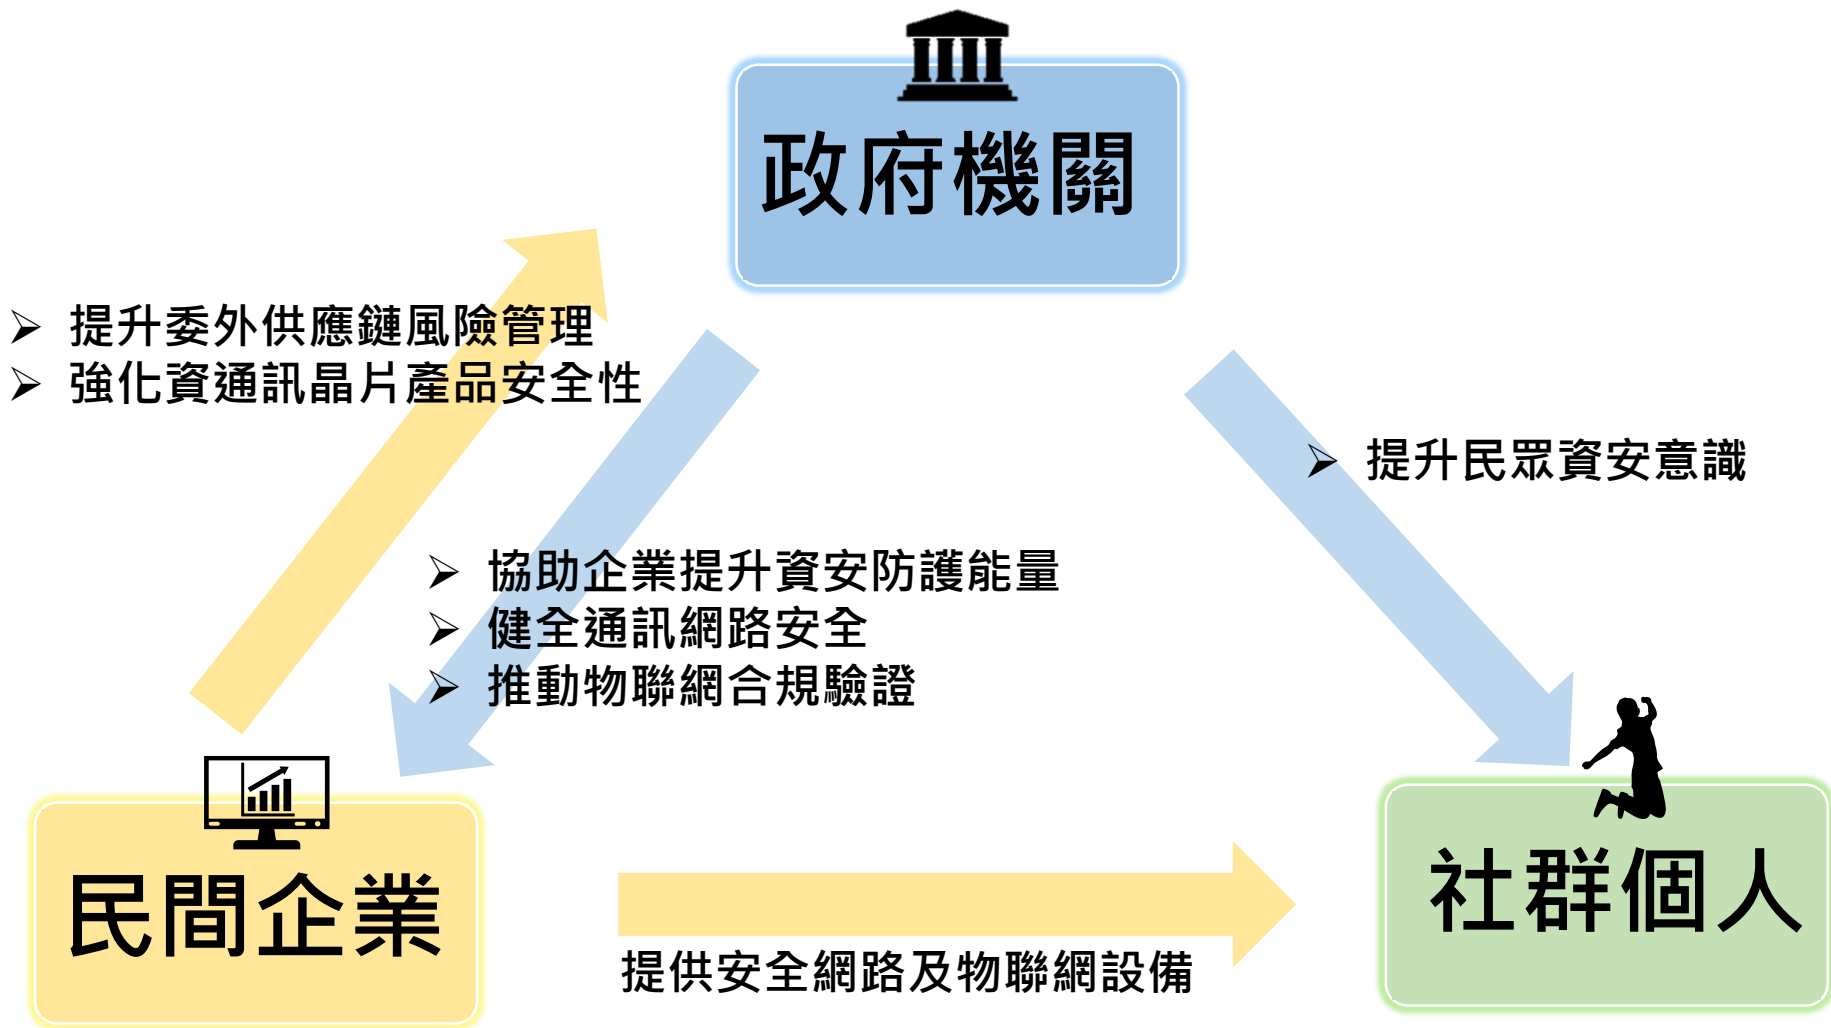 政府機關
➢ 提升委外供應鏈風險管理
➢ 強化資通訊晶片產品安全性
➢ 提升民眾資安意識
➢ 協助企業提升資安防護能量
➢ 健全通訊網路安全
➢ 推動物聯網合規驗證
民間企業
社群個人
提供安全網路及物聯網設備